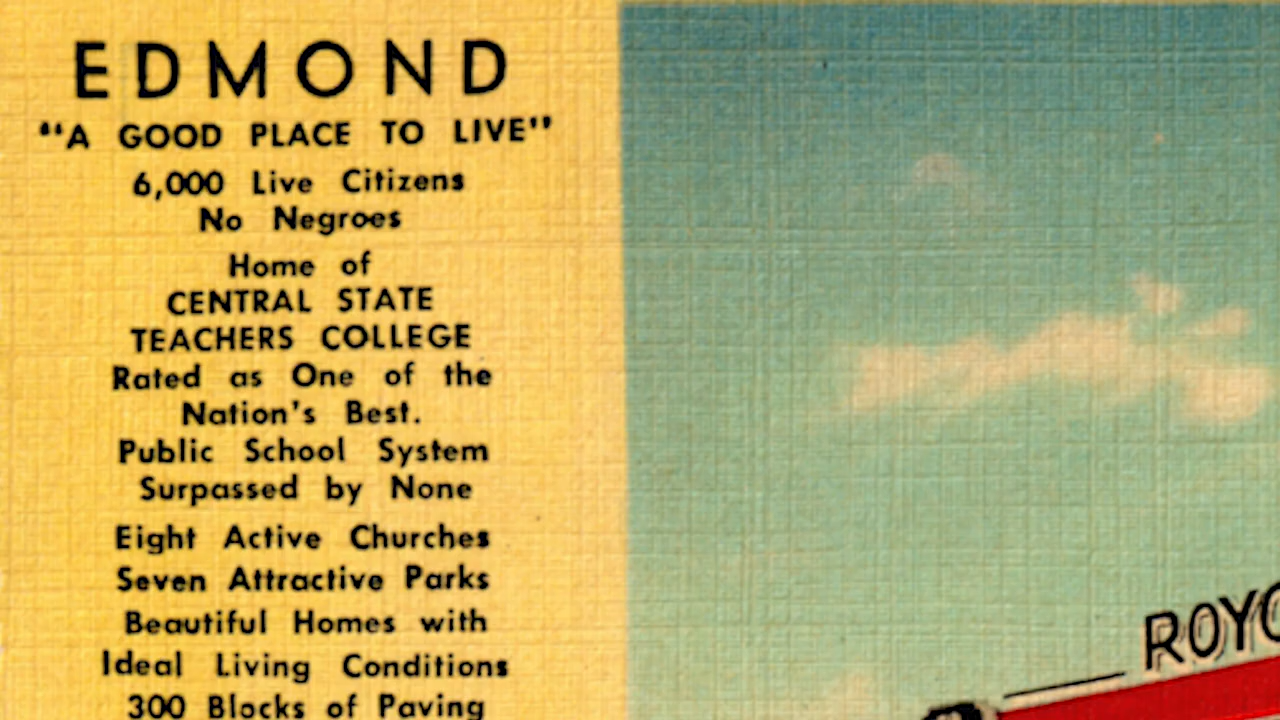 EDMOND
"A GOOD PLACE TO LIVE"
6,000 Live Citizens
No Negroes
Home of
CENTRAL STATE
TEACHERS COLLEGE
Rated as One of the
Nation's Best.
Public School System
Surpassed by None
Eight Active Churches
Seven Attractive Parks
Beautiful Homes with
Ideal Living Conditions
300 Blocks of Paving